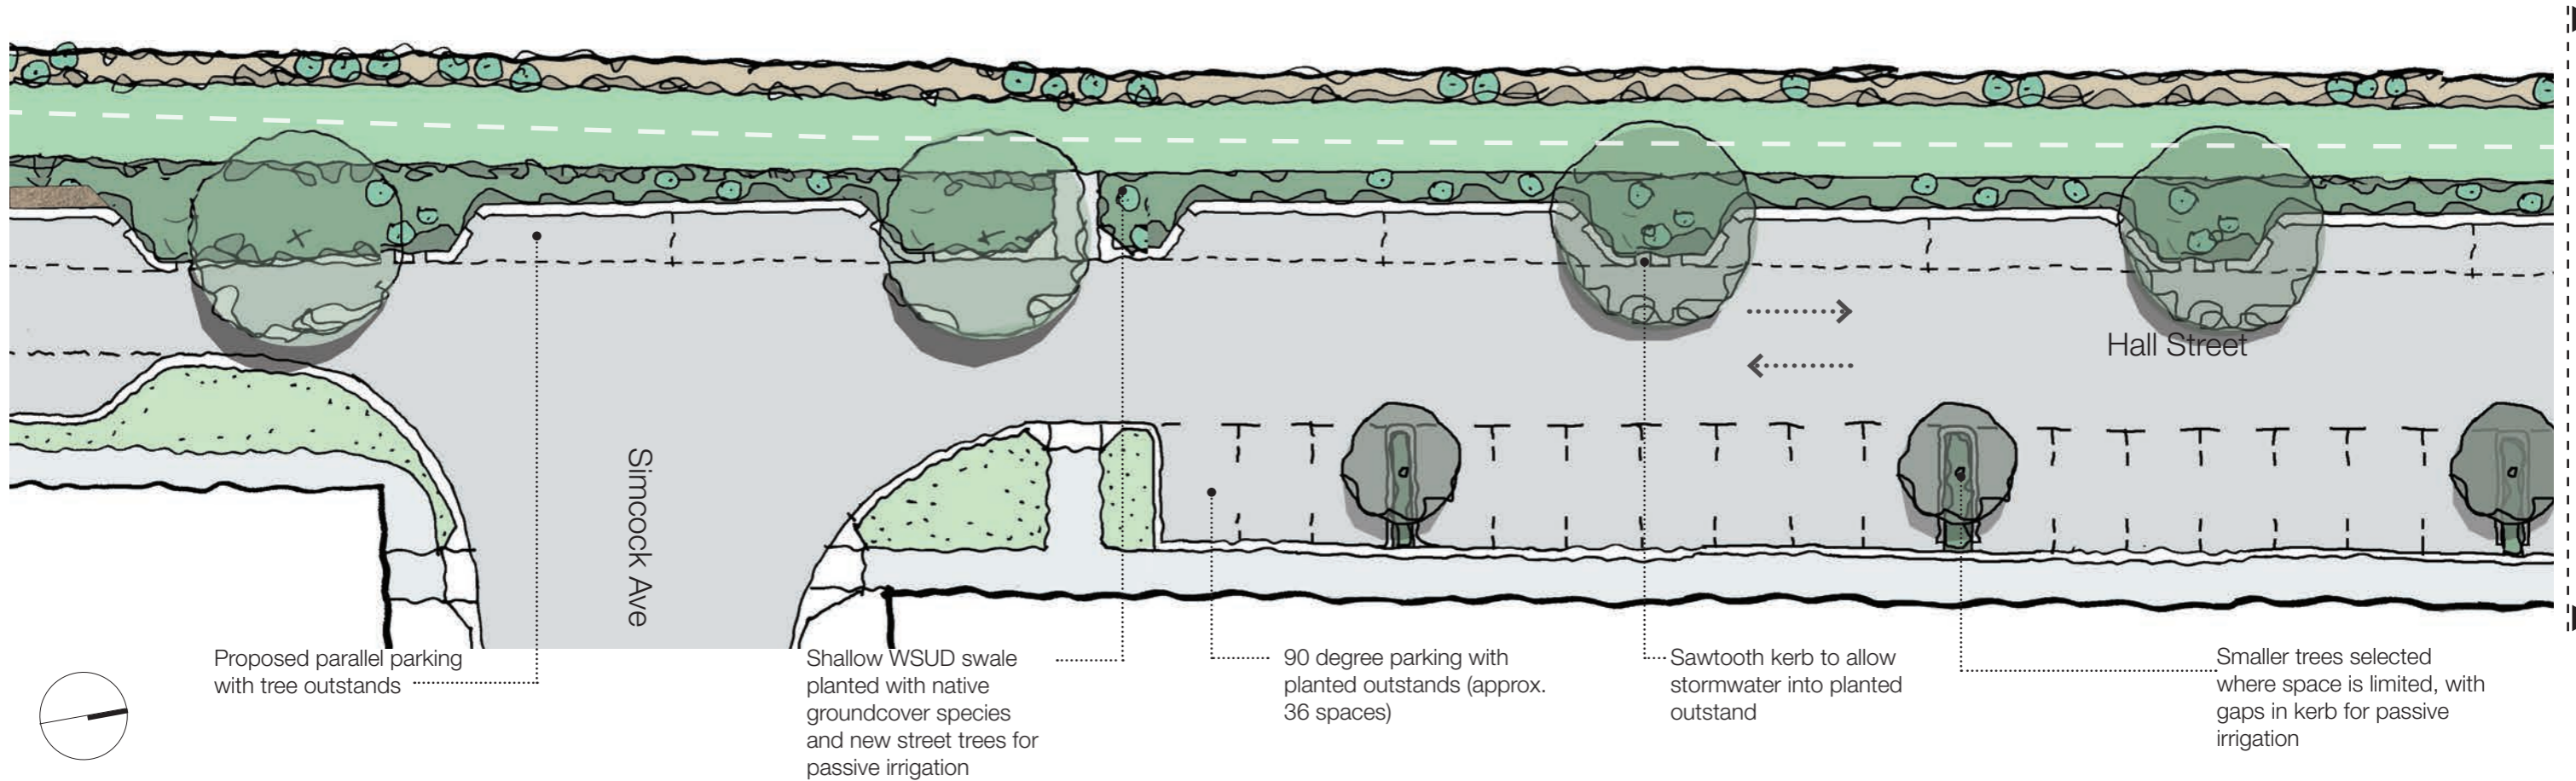 Hall Street
Simcock Ave
Proposed parallel parking
with tree outstands
Shallow WSUD swale
planted with native
groundcover species
and new street trees for
passive irrigation
90 degree parking with
planted outstands (approx.
36 spaces)
Sawtooth kerb to allow
stormwater into planted
outstand
Smaller trees selected
where space is limited, with
gaps in kerb for passive
irrigation